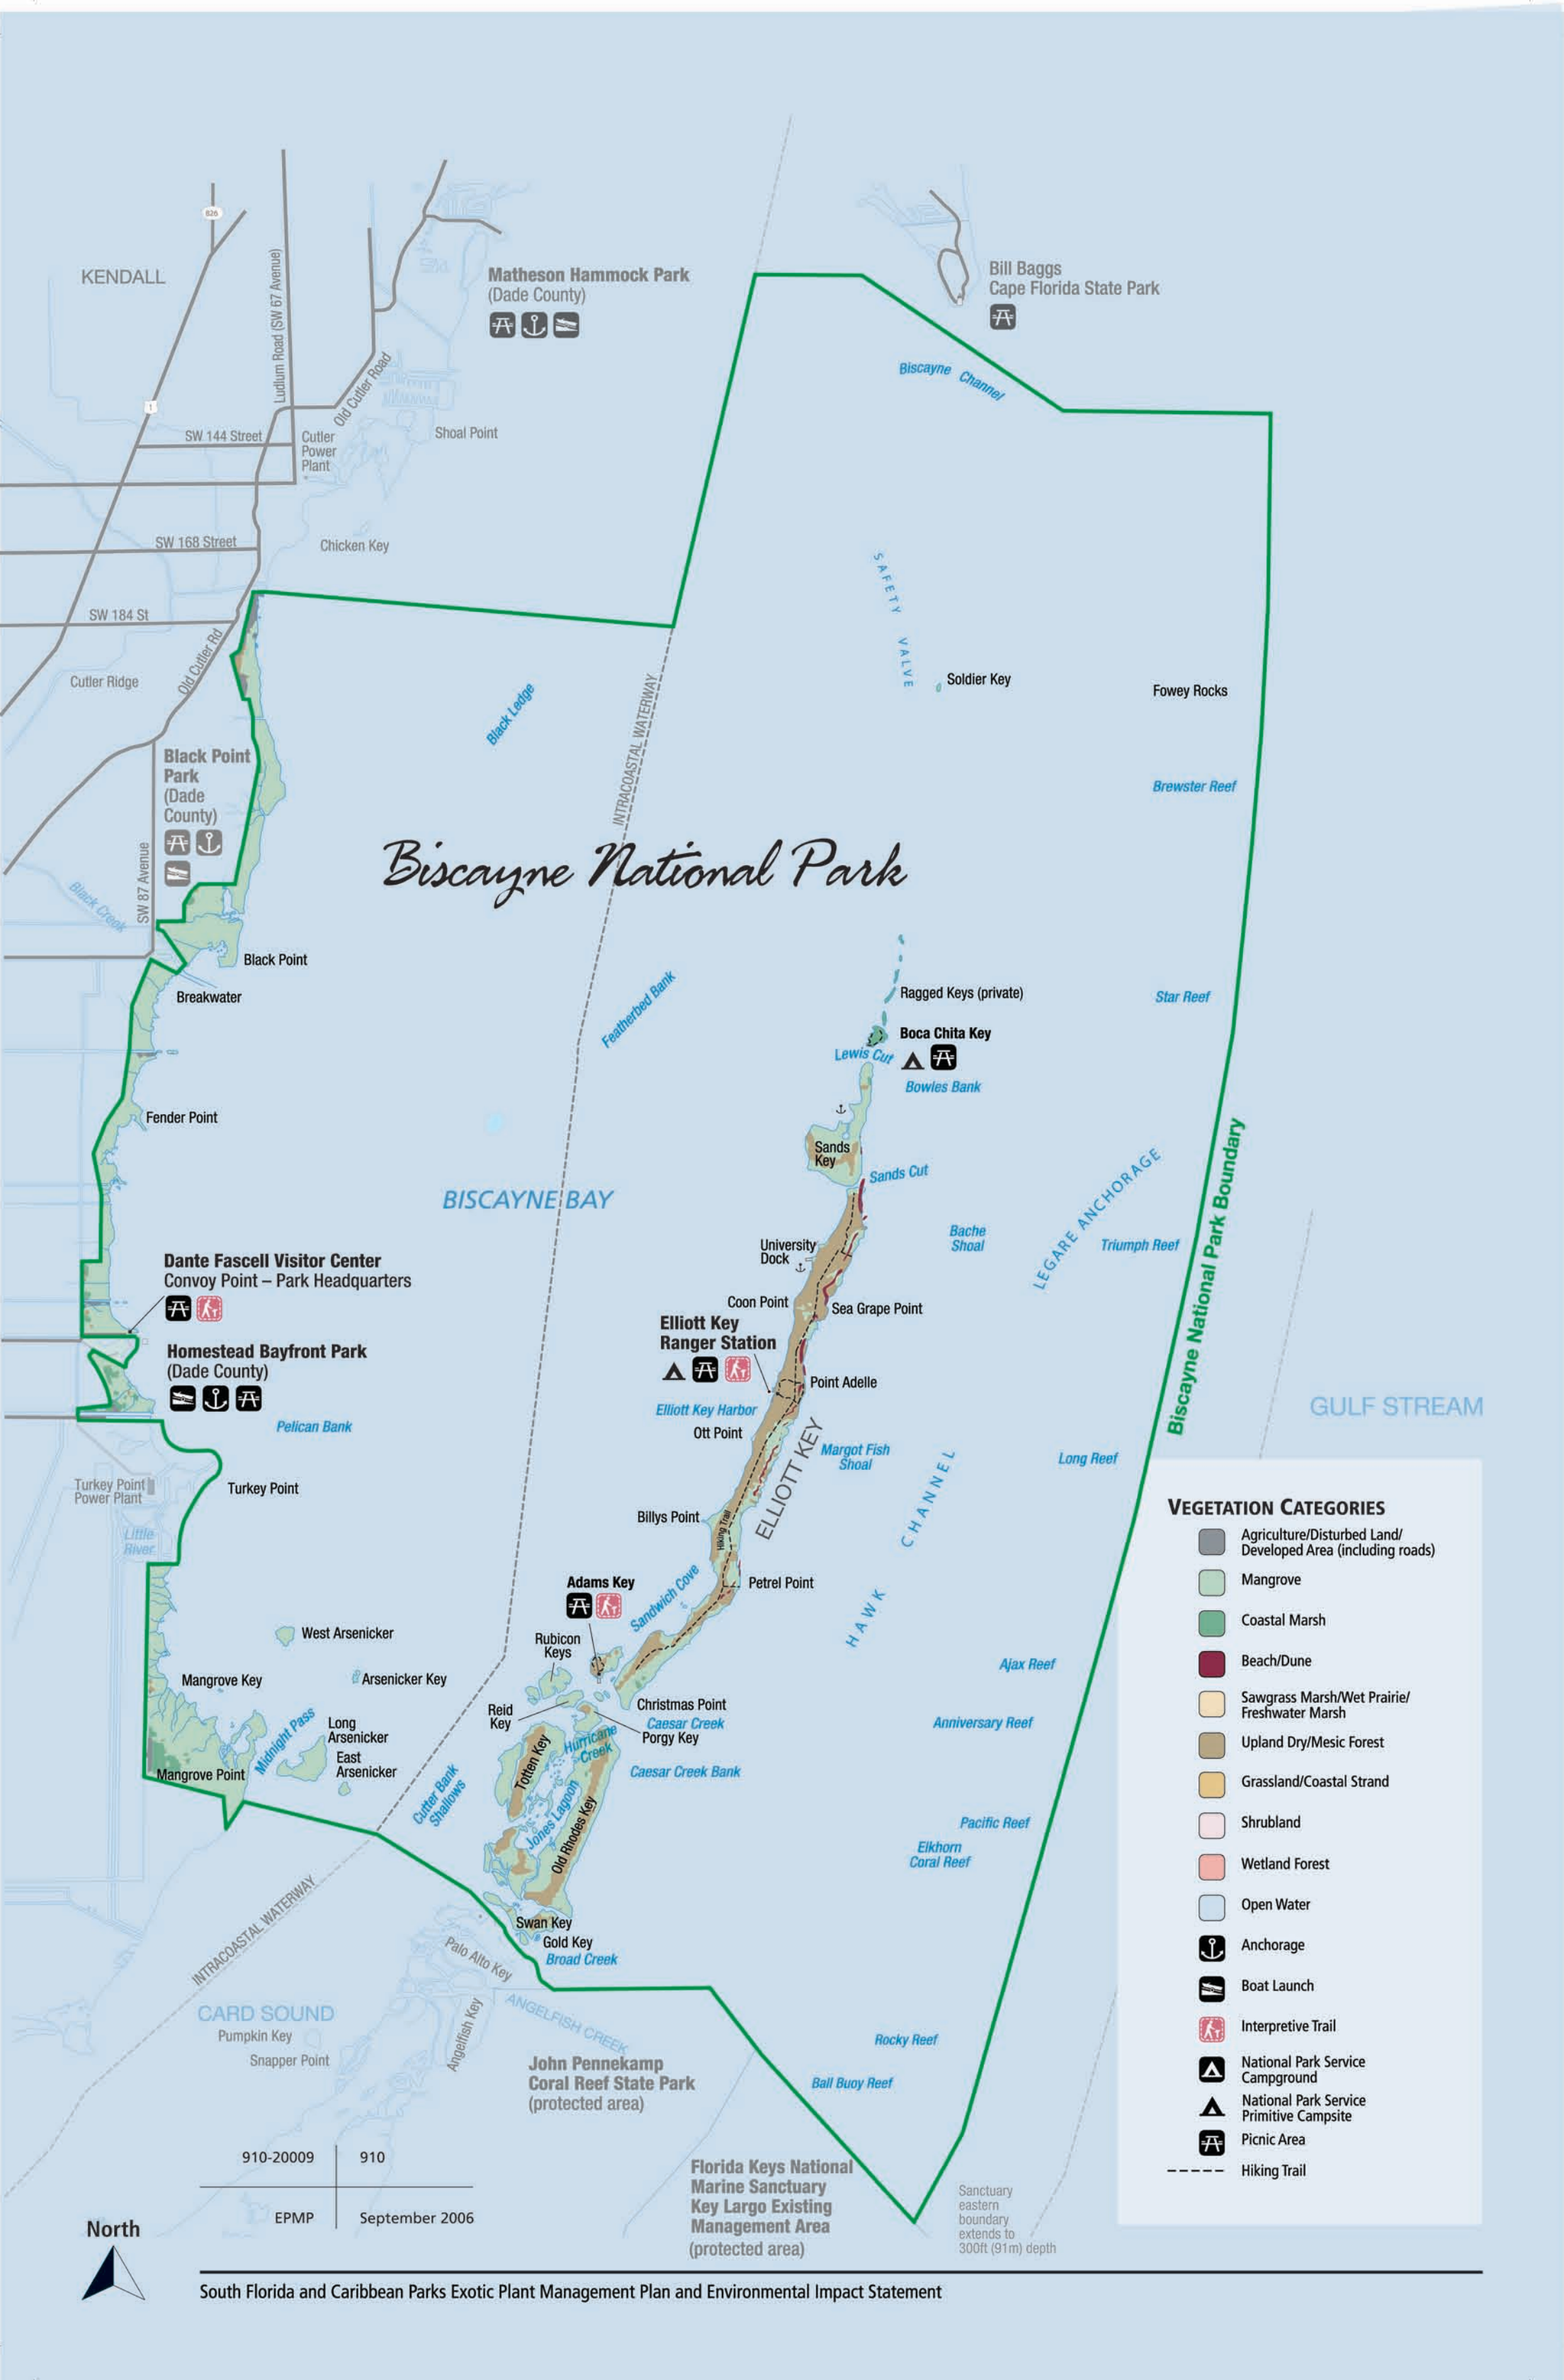 826
KENDALL
Ludlum Road (SW 67 Avenue)
Matheson Hammock Park
(Dade County)
Bill Baggs
Cape Florida State Park
Biscayne Channel
Old Cutler Road
1
SW 144 Street
Cutler
Power
Plant
Shoal Point
SW 168 Street
Chicken Key
SW 184 St
Cutler Ridge
Old Cutler Rd
SAFETY VALVE
Soldier Key
Fowey Rocks
Black Ledge
INTRACOASTAL WATERWAY
Black Point
Park
(Dade
County)
Brewster Reef
SW 87 Avenue
Black Creek
Biscayne National Park
Black Point
Breakwater
Featherbed Bank
Ragged Keys (private)
Star Reef
Boca Chita Key
Lewis Cut
Bowles Bank
Fender Point
Sands
Key
Sands Cut
BISCAYNE BAY
LEGARE ANCHORAGE
Biscayne National Park Boundary
Bache
Shoal
Triumph Reef
University
Dock
Dante Fascell Visitor Center
Convoy Point – Park Headquarters
Coon Point
Sea Grape Point
Elliott Key
Ranger Station
Homestead Bayfront Park
(Dade County)
Point Adelle
Elliott Key Harbor
Pelican Bank
Ott Point
GULF STREAM
ELLIOTT KEY
Margot Fish
Shoal
Long Reef
HAWK CHANNEL
Turkey Point
Power Plant
Turkey Point
Billys Point
Hiking Trail
Little
River
Petrel Point
Adams Key
Sandwich Cove
West Arsenicker
Rubicon
Keys
Ajax Reef
Mangrove Key
Arsenicker Key
Christmas Point
Reid
Key
Caesar Creek
Porgy Key
Anniversary Reef
Midnight Pass
Long
Arsenicker
East
Arsenicker
Hurricane
Creek
Totten Key
Caesar Creek Bank
Mangrove Point
Cutter Bank
Shallows
Jones Lagoon
Old Rhodes Key
Pacific Reef
Elkhorn
Coral Reef
INTRACOASTAL WATERWAY
Swan Key
Gold Key
Broad Creek
Palo Alto Key
CARD SOUND
Pumpkin Key
Snapper Point
Angelfish Key
ANGELFISH CREEK
Rocky Reef
Ball Buoy Reef
John Pennekamp
Coral Reef State Park
(protected area)
Florida Keys National
Marine Sanctuary
Key Largo Existing
Management Area
(protected area)
Sanctuary
eastern
boundary
extends to
300ft (91m) depth
VEGETATION CATEGORIES
Agriculture/Disturbed Land/
Developed Area (including roads)
Mangrove
Coastal Marsh
Beach/Dune
Sawgrass Marsh/Wet Prairie/
Freshwater Marsh
Upland Dry/Mesic Forest
Grassland/Coastal Strand
Shrubland
Wetland Forest
Open Water
Anchorage
Boat Launch
Interpretive Trail
National Park Service
Campground
National Park Service
Primitive Campsite
Picnic Area
Hiking Trail
910-20009
910
EPMP
September 2006
North
South Florida and Caribbean Parks Exotic Plant Management Plan and Environmental Impact Statement